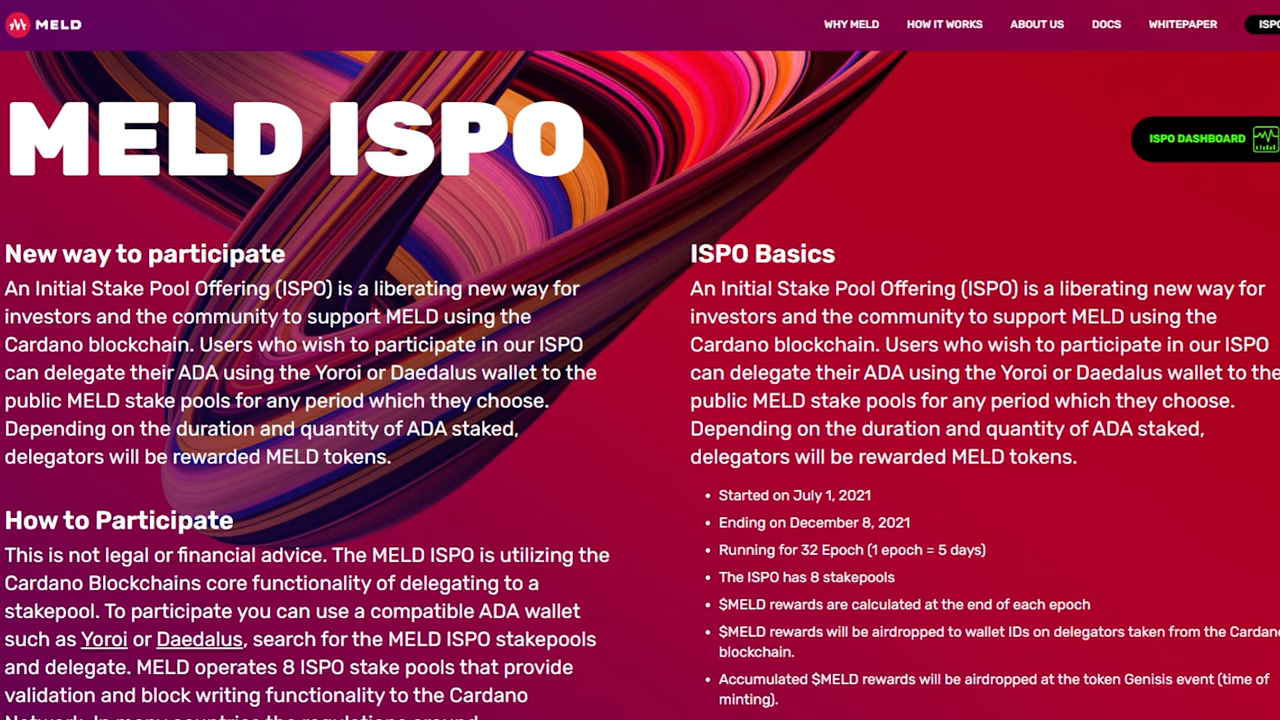 MELD
WHY MELD
HOW IT WORKS
ABOUT US
DOCS
WHITEPAPER
MELD ISPO
ISPO DASHBOARD
New way to participate
An Initial Stake Pool Offering (ISPO) is a liberating new way for
investors and the community to support MELD using the
Cardano blockchain. Users who wish to participate in our ISPO
can delegate their ADA using the Yoroi or Daedalus wallet to the
public MELD stake pools for any period which they choose.
Depending on the duration and quantity of ADA staked,
delegators will be rewarded MELD tokens.
How to Participate
This is not legal or financial advice. The MELD ISPO is utilizing the
Cardano Blockchains core functionality of delegating to a
stakepool. To participate you can use a compatible ADA wallet
such as Yoroi or Daedalus, search for the MELD ISPO stakepools
and delegate. MELD operates 8 ISPO stake pools that provide
validation and block writing functionality to the Cardano
Network. In many countries the regulations around
ISPO Basics
An Initial Stake Pool Offering (ISPO) is a liberating new way for
investors and the community to support MELD using the
Cardano blockchain. Users who wish to participate in our ISPO
can delegate their ADA using the Yoroi or Daedalus wallet to the
public MELD stake pools for any period which they choose.
Depending on the duration and quantity of ADA staked,
delegators will be rewarded MELD tokens.
• Started on July 1, 2021
• Ending on December 8, 2021
• Running for 32 Epoch (1 epoch = 5 days)
• The ISPO has 8 stakepools
• $MELD rewards are calculated at the end of each epoch
• $MELD rewards will be airdropped to wallet IDs on delegators taken from the
blockchain.
• Accumulated $MELD rewards will be airdropped at the token Genisis event (time of
minting).